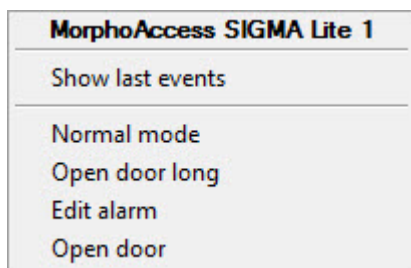 MorphoAccess SIGMA Lite 1
Show last events
Normal mode
Open door long
Edit alarm
Open door